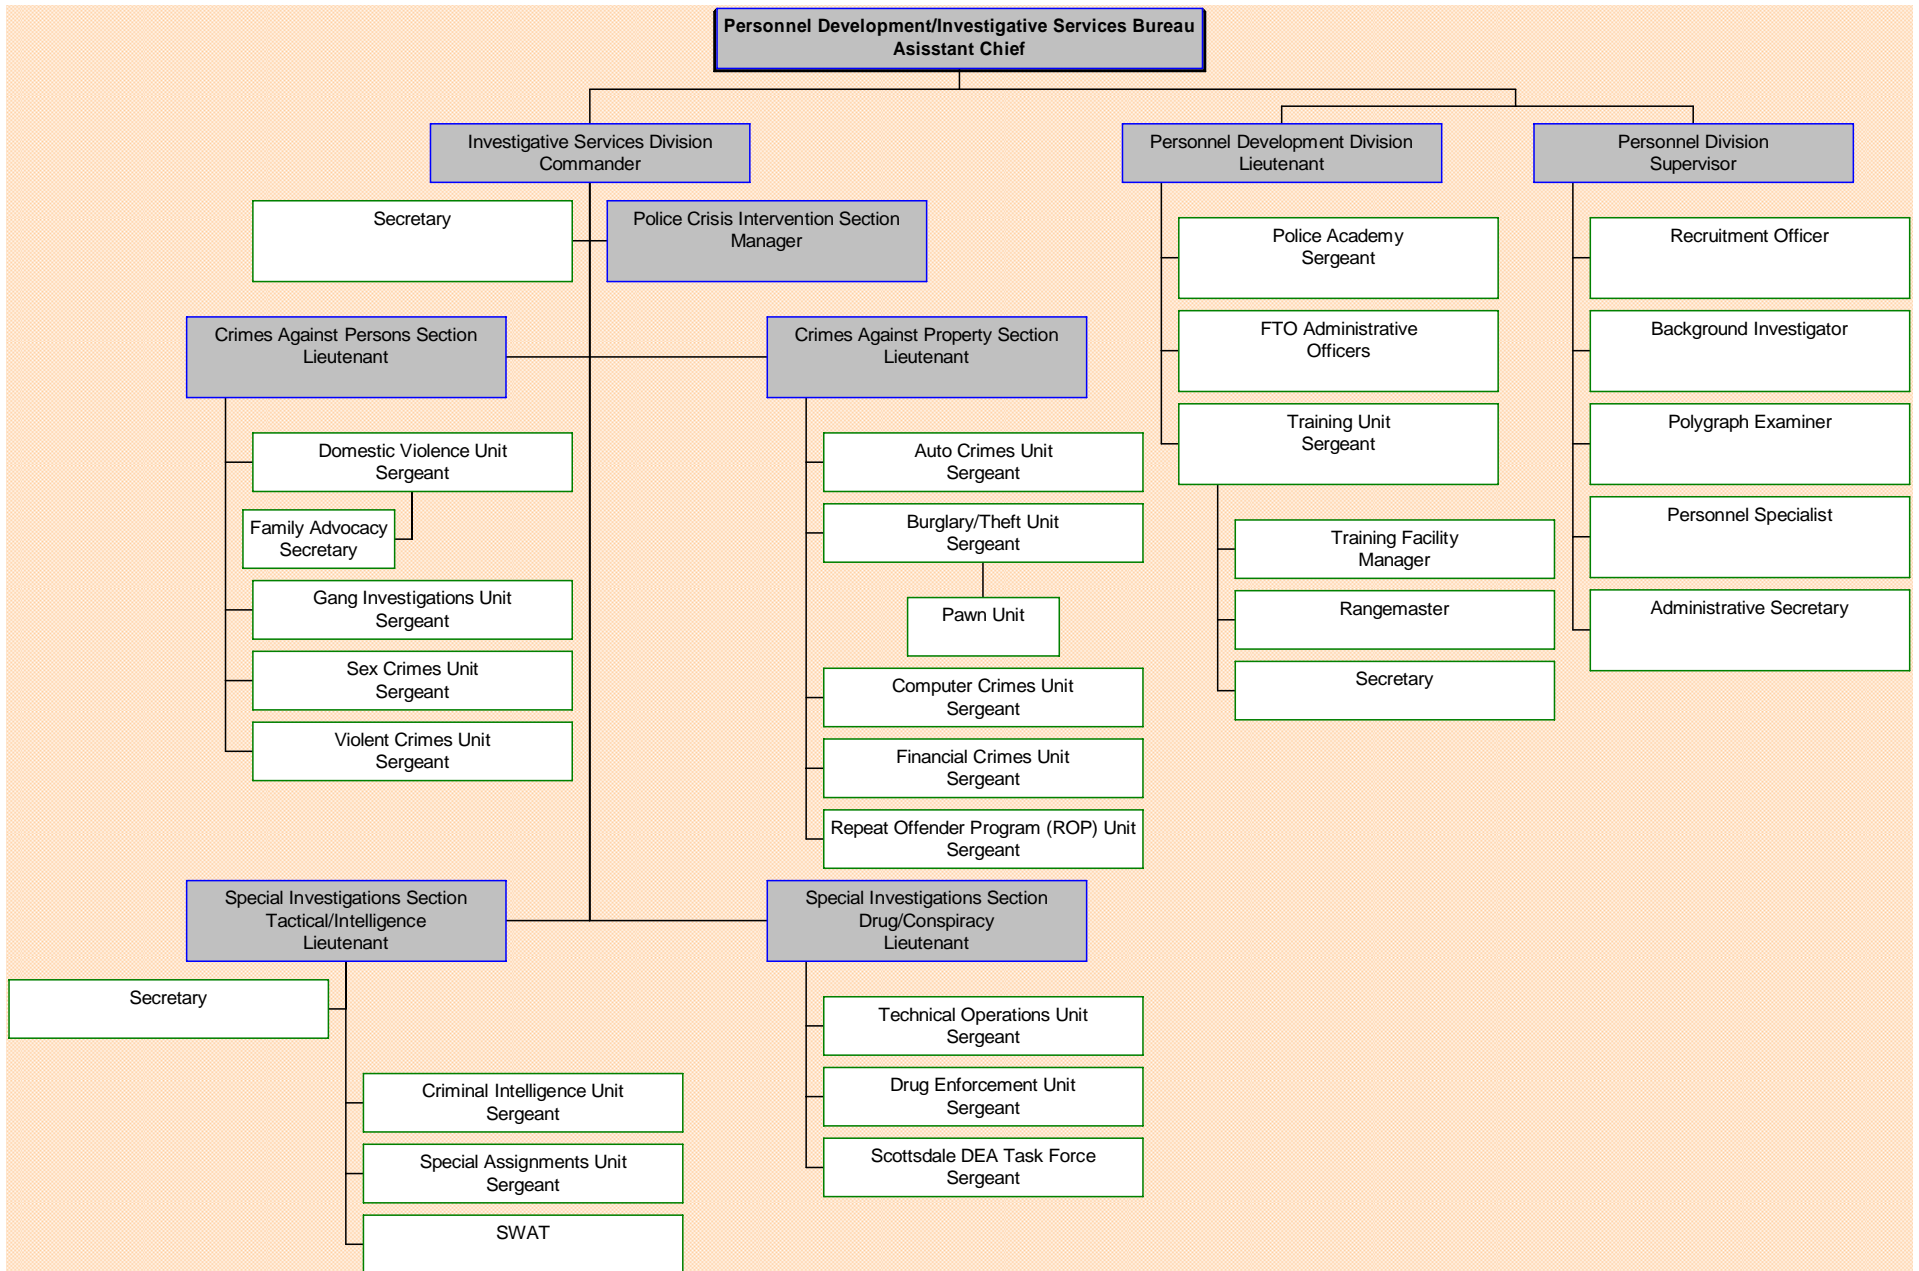 Personnel Development/Investigative Services Bureau
Asisstant Chief
Investigative Services Division
Commander
Personnel Development Division
Lieutenant
Personnel Division
Supervisor
Secretary
Police Crisis Intervention Section
Manager
Crimes Against Persons Section
Lieutenant
Domestic Violence Unit
Sergeant
Family Advocacy
Secretary
Gang Investigations Unit
Sergeant
Sex Crimes Unit
Sergeant
Violent Crimes Unit
Sergeant
Crimes Against Property Section
Lieutenant
Auto Crimes Unit
Sergeant
Burglary/Theft Unit
Sergeant
Pawn Unit
Computer Crimes Unit
Sergeant
Financial Crimes Unit
Sergeant
Repeat Offender Program (ROP) Unit
Sergeant
Special Investigations Section
Tactical/Intelligence
Lieutenant
Secretary
Criminal Intelligence Unit
Sergeant
Special Assignments Unit
Sergeant
SWAT
Special Investigations Section
Drug/Conspiracy
Lieutenant
Technical Operations Unit
Sergeant
Drug Enforcement Unit
Sergeant
Scottsdale DEA Task Force
Sergeant
Police Academy
Sergeant
FTO Administrative
Officers
Training Unit
Sergeant
Training Facility
Manager
Rangemaster
Secretary
Recruitment Officer
Background Investigator
Polygraph Examiner
Personnel Specialist
Administrative Secretary